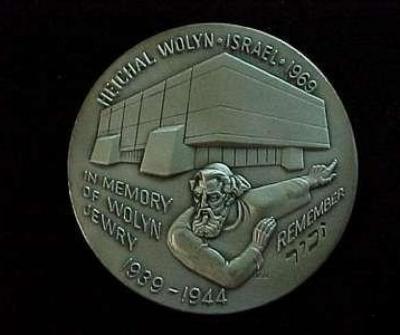 HEICHAL WOLYN • ISRAEL • 1969
IN MEMORY
OF WOLYN
JEWRY
1939-1944
REMEMBER
זכור